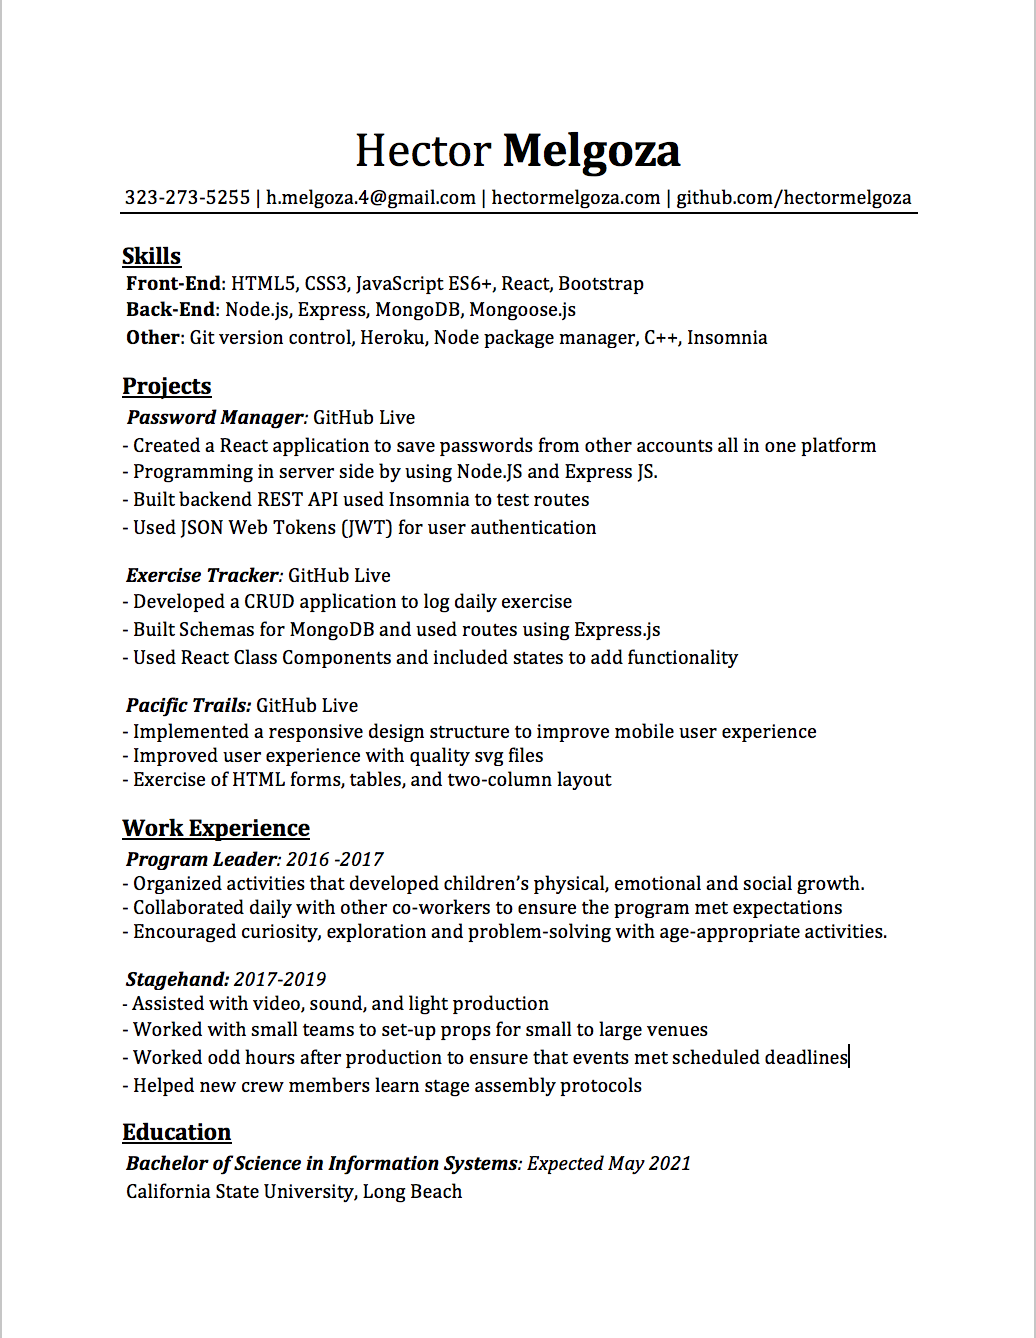 Hector Melgoza
323-273-5255 | h.melgoza.4@gmail.com | hectormelgoza.com | github.com/hectormelgoza
Skills
Front-End: HTML5, CSS3, JavaScript ES6+, React, Bootstrap
Back-End: Node.js, Express, MongoDB, Mongoose.js
Other: Git version control, Heroku, Node package manager, C++, Insomnia
Projects
Password Manager: GitHub Live
- Created a React application to save passwords from other accounts all in one platform
- Programming in server side by using Node.JS and Express JS.
- Built backend REST API used Insomnia to test routes
- Used JSON Web Tokens (JWT) for user authentication
Exercise Tracker: GitHub Live
- Developed a CRUD application to log daily exercise
- Built Schemas for MongoDB and used routes using Express.js
- Used React Class Components and included states to add functionality
Pacific Trails: GitHub Live
- Implemented a responsive design structure to improve mobile user experience
- Improved user experience with quality svg files
- Exercise of HTML forms, tables, and two-column layout
Work Experience
Program Leader: 2016 -2017
- Organized activities that developed children’s physical, emotional and social growth.
- Collaborated daily with other co-workers to ensure the program met expectations
- Encouraged curiosity, exploration and problem-solving with age-appropriate activities.
Stagehand: 2017-2019
- Assisted with video, sound, and light production
- Worked with small teams to set-up props for small to large venues
- Worked odd hours after production to ensure that events met scheduled deadlines
- Helped new crew members learn stage assembly protocols
Education
Bachelor of Science in Information Systems: Expected May 2021
California State University, Long Beach